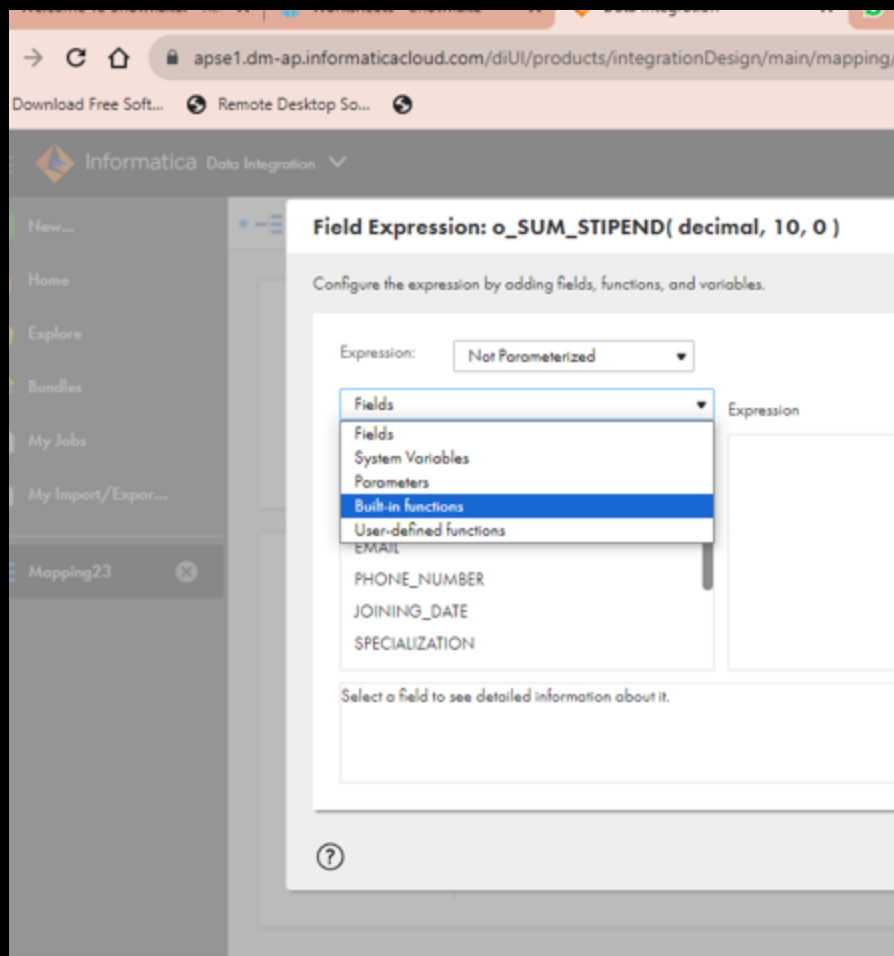 apse1.dm-ap.informaticacloud.com/diUI/products/integrationDesign/main/mapping/
Download Free Soft... Remote Desktop So...
Informatica Data Integration
New...
Field Expression: o_SUM_STIPEND( decimal, 10, 0 )
Home
Configure the expression by adding fields, functions, and variables.
Explore
Expression: Not Parameterized
Bundles
Fields
Expression
My Jobs
Fields
System Variables
Parameters
My Import/Expor...
Built-in functions
User-defined functions
EMAIL
Mapping23
PHONE_NUMBER
JOINING_DATE
SPECIALIZATION
Select a field to see detailed information about it.
?